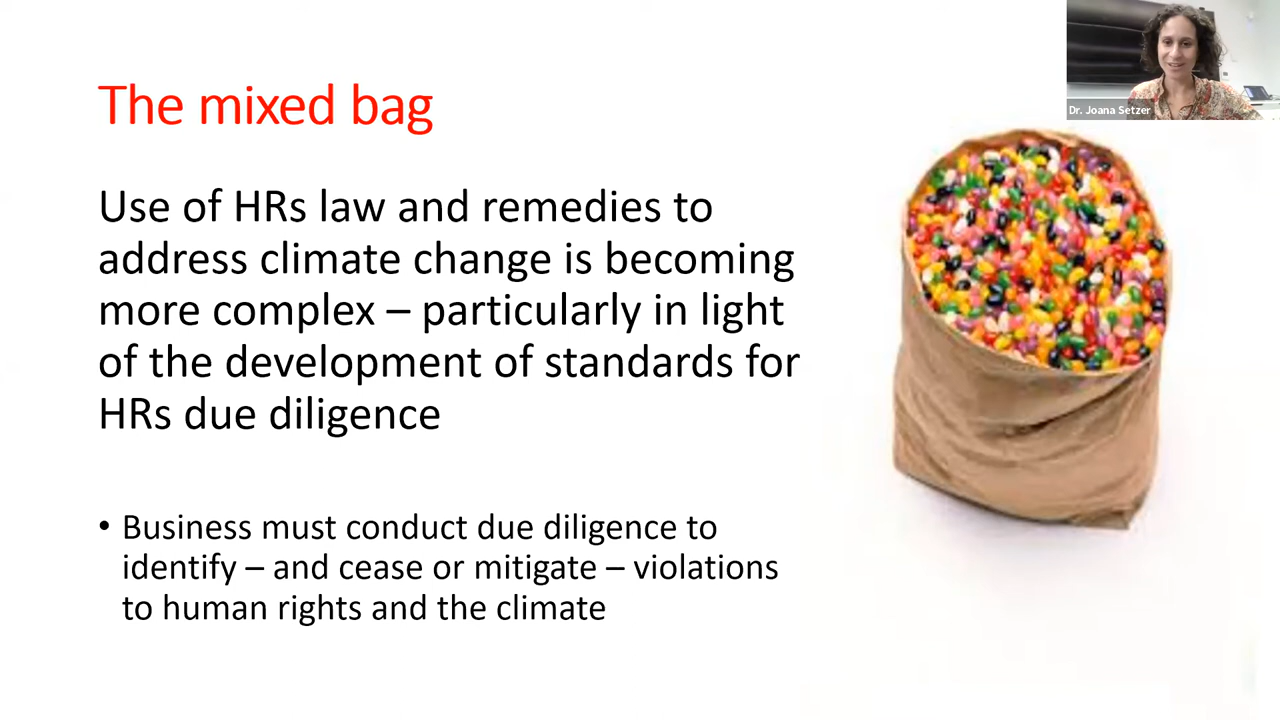 The mixed bag
Dr. Joana Setzer
Use of HRs law and remedies to
address climate change is becoming
more complex – particularly in light
of the development of standards for
HRs due diligence
• Business must conduct due diligence to
identify – and cease or mitigate – violations
to human rights and the climate